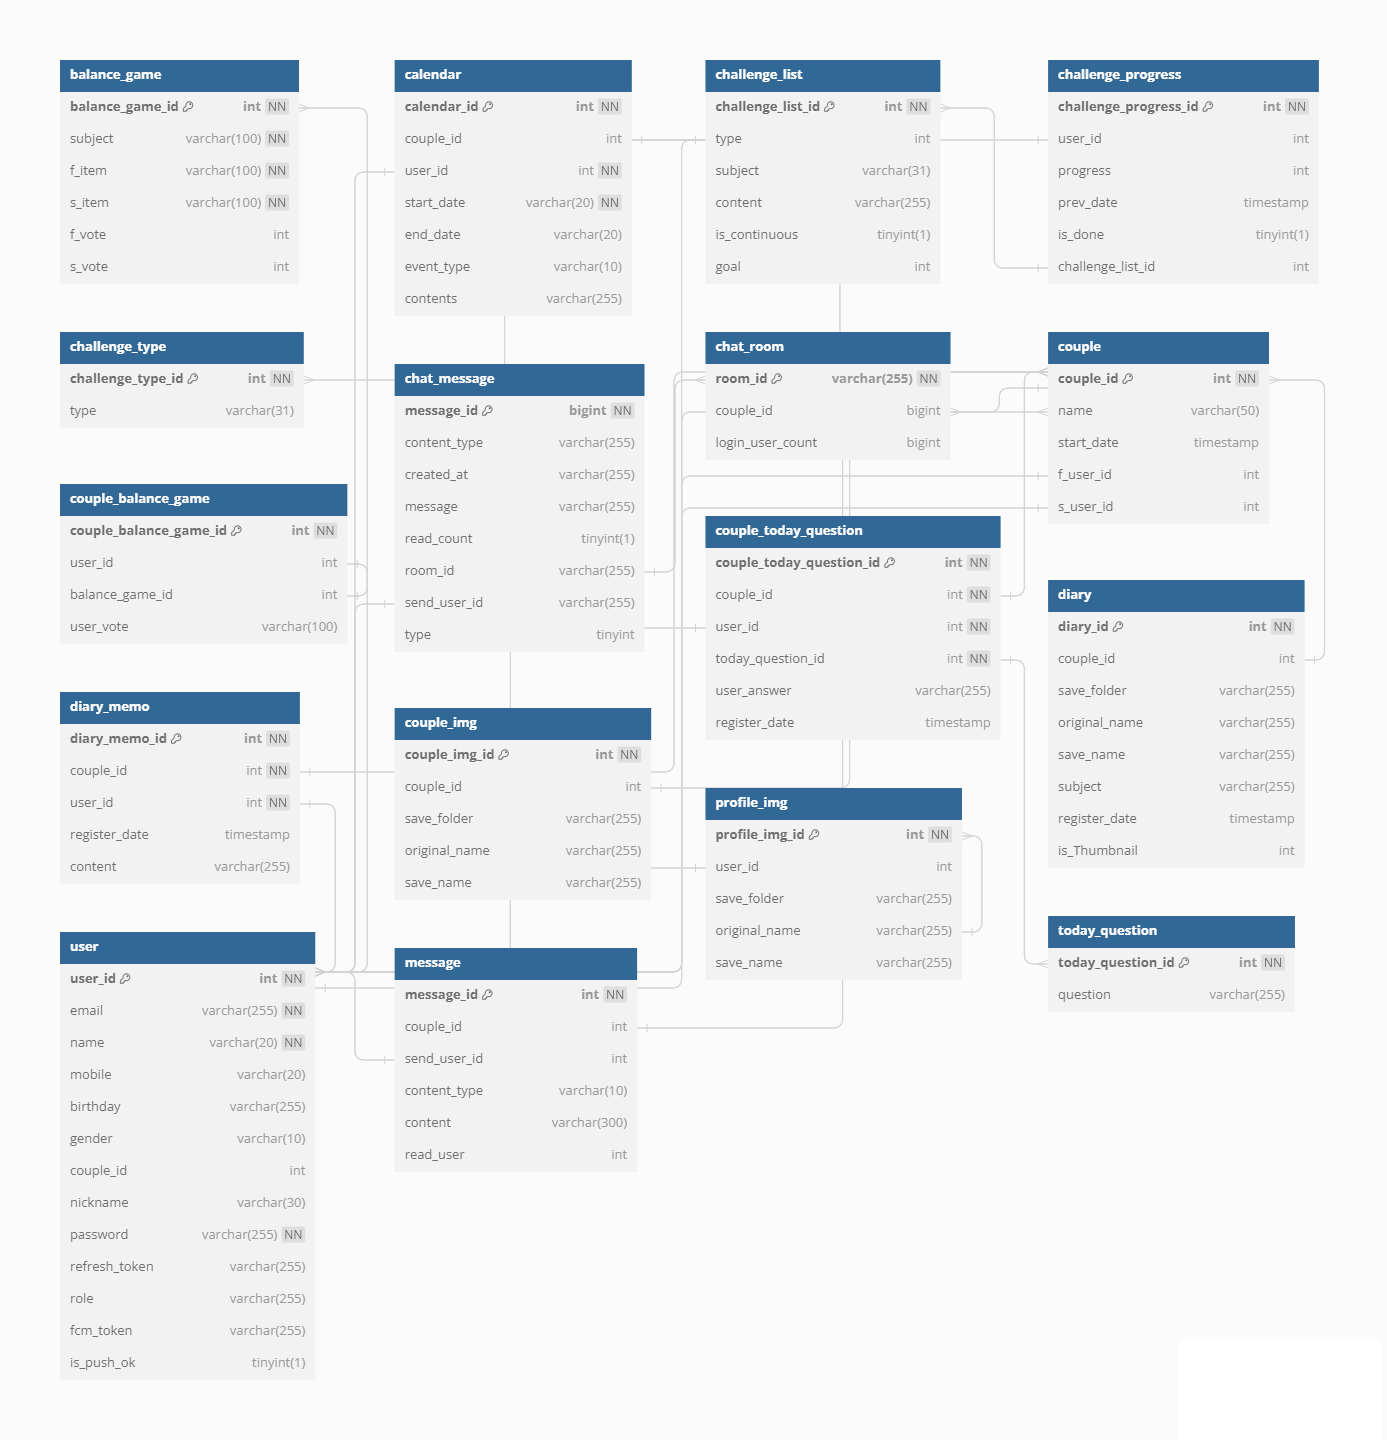 balance_game
balance_game_id int NN
subject varchar(100) NN
f_item varchar(100) NN
s_item varchar(100) NN
f_vote int
s_vote int
calendar
calendar_id int NN
couple_id int
user_id int NN
start_date varchar(20) NN
end_date varchar(20)
event_type varchar(10)
contents varchar(255)
challenge_list
challenge_list_id int NN
type int
subject varchar(31)
content varchar(255)
is_continuous tinyint(1)
goal int
challenge_progress
challenge_progress_id int NN
user_id int
progress int
prev_date timestamp
is_done tinyint(1)
challenge_list_id int
challenge_type
challenge_type_id int NN
type varchar(31)
chat_message
message_id bigint NN
content_type varchar(255)
created_at varchar(255)
message varchar(255)
read_count tinyint(1)
room_id varchar(255)
send_user_id varchar(255)
type tinyint
chat_room
room_id varchar(255) NN
couple_id bigint
login_user_count bigint
couple
couple_id int NN
name varchar(50)
start_date timestamp
f_user_id int
s_user_id int
couple_balance_game
couple_balance_game_id int NN
user_id int
balance_game_id int
user_vote varchar(100)
couple_today_question
couple_today_question_id int NN
couple_id int NN
user_id int NN
today_question_id int NN
user_answer varchar(255)
register_date timestamp
diary
diary_id int NN
couple_id int
save_folder varchar(255)
original_name varchar(255)
save_name varchar(255)
subject varchar(255)
register_date timestamp
is_Thumbnail int
diary_memo
diary_memo_id int NN
couple_id int NN
user_id int NN
register_date timestamp
content varchar(255)
couple_img
couple_img_id int NN
couple_id int
save_folder varchar(255)
original_name varchar(255)
save_name varchar(255)
profile_img
profile_img_id int NN
user_id int
save_folder varchar(255)
original_name varchar(255)
save_name varchar(255)
today_question
today_question_id int NN
question varchar(255)
user
user_id int NN
email varchar(255) NN
name varchar(20) NN
mobile varchar(20)
birthday varchar(255)
gender varchar(10)
couple_id int
nickname varchar(30)
password varchar(255) NN
refresh_token varchar(255)
role varchar(255)
fcm_token varchar(255)
is_push_ok tinyint(1)
message
message_id int NN
couple_id int
send_user_id int
content_type varchar(10)
content varchar(300)
read_user int